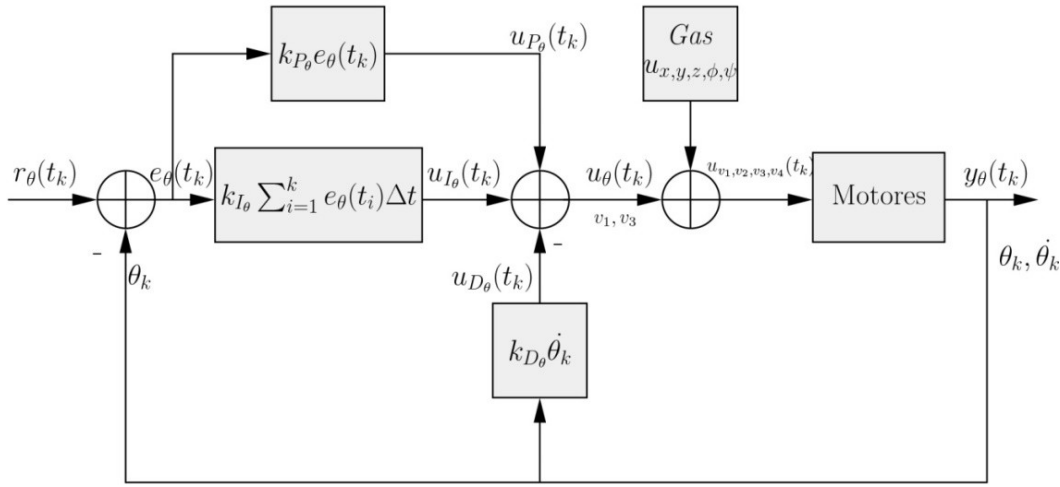 k_{P_θ} e_θ(t_k)
u_{P_θ}(t_k)
Gas
u_{x,y,z,ϕ,ψ}
r_θ(t_k)
e_θ(t_k)
k_{I_θ} ∑_{i=1}^{k} e_θ(t_i)Δt
u_{I_θ}(t_k)
u_θ(t_k)
v_1, v_3
u_{v_1,v_2,v_3,v_4}(t_k)
Motores
y_θ(t_k)
-
θ_k
-
u_{D_θ}(t_k)
θ_k, θ̇_k
k_{D_θ} θ̇_k